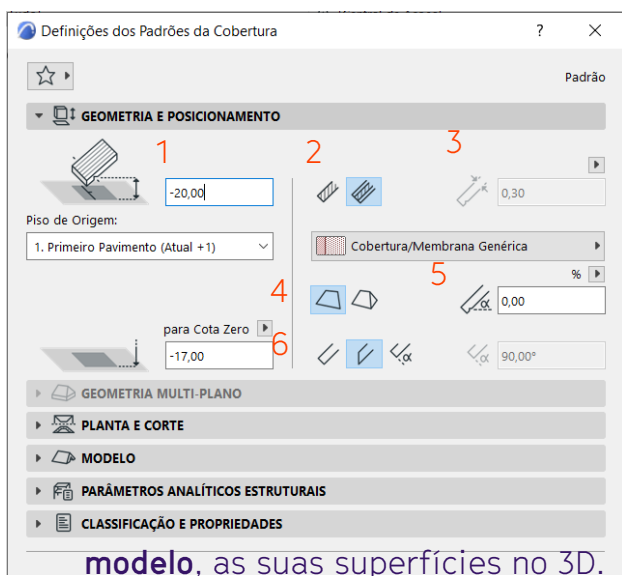 Definições dos Padrões da Cobertura
?
Padrão
GEOMETRIA E POSICIONAMENTO
1 2 3
-20,00
0,30
Piso de Origem:
1. Primeiro Pavimento (Atual +1)
Cobertura/Membrana Genérica
4 5 %
α 0,00
para Cota Zero
6
-17,00
α α 90,00°
GEOMETRIA MULTI-PLANO
PLANTA E CORTE
MODELO
PARÂMETROS ANALÍTICOS ESTRUTURAIS
CLASSIFICAÇÃO E PROPRIEDADES
modelo, as suas superfícies no 3D.